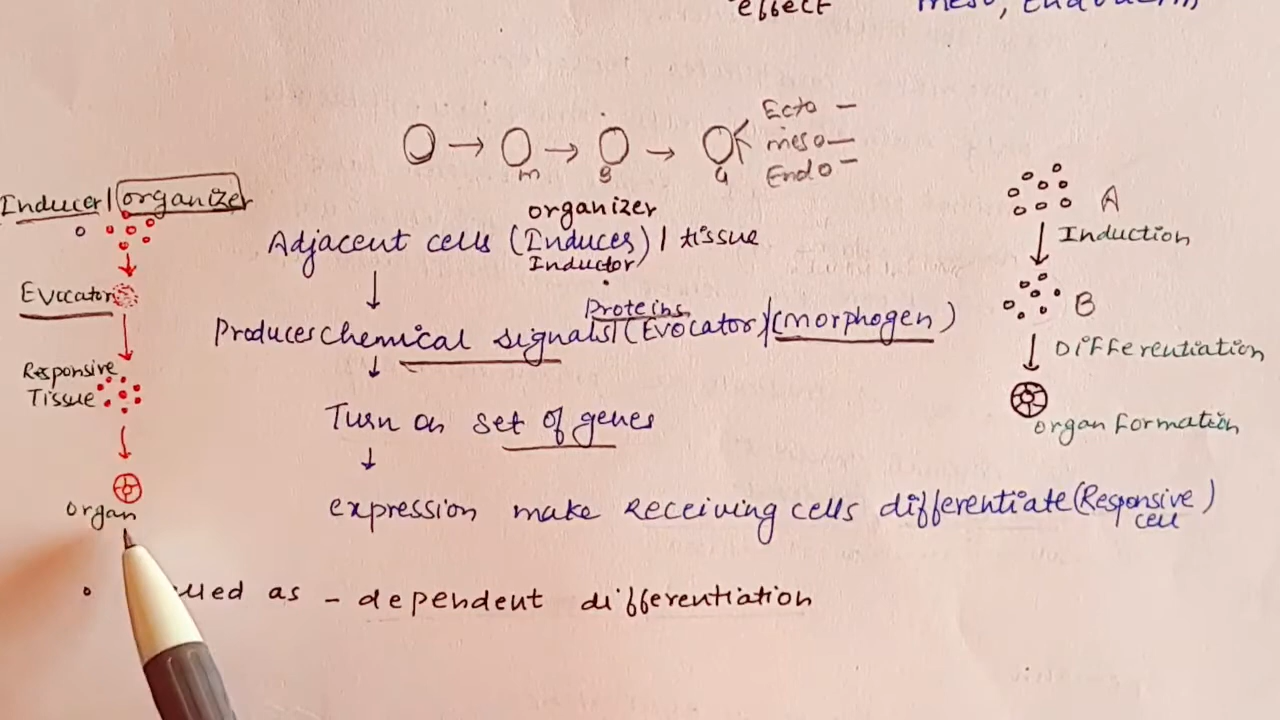 effect meso, Endoderm
Ecto –
meso –
Endo –
m B G
Inducer/organizer
Evocator
Responsive
Tissue
organ
organizer
Adjacent cells (Induces) / tissue
Inductor
Proteins
Produces chemical signals/(Evocator)/(morphogen)
Turn on set of genes
expression make receiving cells differentiate (Responsive)
cell
as – dependent differentiation
A
Induction
B
Differentiation
organ Formation